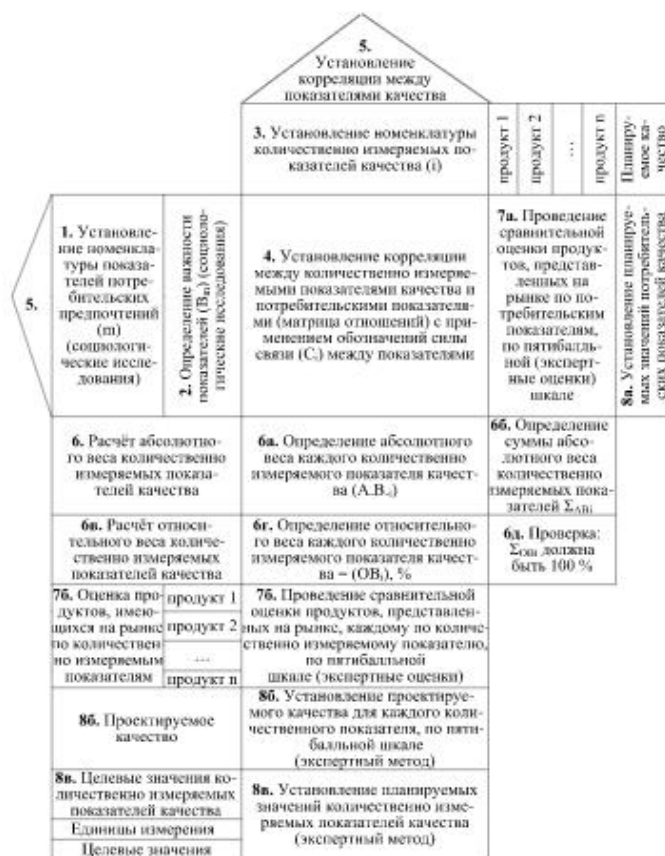 5.
Установление
корреляции между
показателями качества
3. Установление номенклатуры
количественно измеряемых по-
казателей качества (i)
продукт 1
продукт 2
…
продукт n
Планиру-
емое ка-
чество
5.
1. Установле-
ние номенкла-
туры показа-
телей потре-
бительских
предпочтений
(m)
(социологи-
ческие иссле-
дования)
2. Определение важности
показателей (Bm) (социоло-
гические исследования)
4. Установление корреляции
между количественно измеряе-
мыми показателями качества и
потребительскими показателя-
ми (матрица отношений) с при-
менением обозначений силы
связи (Ci) между показателями
7а. Проведение
сравнительной
оценки продук-
тов, представ-
ленных на
рынке по по-
требительским
показателям,
по пятибалль-
ной (эксперт-
ные оценки)
шкале
8а. Установление планируе-
мых значений потребитель-
ских показателей качества
6. Расчёт абсолютно-
го веса количественно
измеряемых показа-
телей качества
6а. Определение абсолютного
веса каждого количественно
измеряемого показателя качест-
ва (А.В.i)
6б. Определение
суммы абсо-
лютного веса
количественно
измеряемых пока-
зателей ΣABi
6в. Расчёт относи-
тельного веса количе-
ственно измеряемых
показателей качества
6г. Определение относительно-
го веса каждого количественно
измеряемого показателя качест-
ва – (ОВi), %
6д. Проверка:
ΣОВi должна
быть 100 %
7б. Оценка про-
дуктов, имею-
щихся на рынке
по количествен
но измеряемым
показателям
продукт 1
продукт 2
…
продукт n
7б. Проведение сравнительной
оценки продуктов, представлен-
ных на рынке, каждому по количе-
ственно измеряемому показателю,
по пятибалльной
шкале (экспертные оценки)
8б. Проектируемое
качество
8б. Установление проектируе-
мого качества для каждого коли-
чественного показателя, по пяти-
балльной шкале
(экспертный метод)
8в. Целевые значения ко-
личественно измеряемых
показателей качества
Единицы измерения
Целевые значения
8в. Установление планируемых
значений количественно изме-
ряемых показателей качества
(экспертный метод)